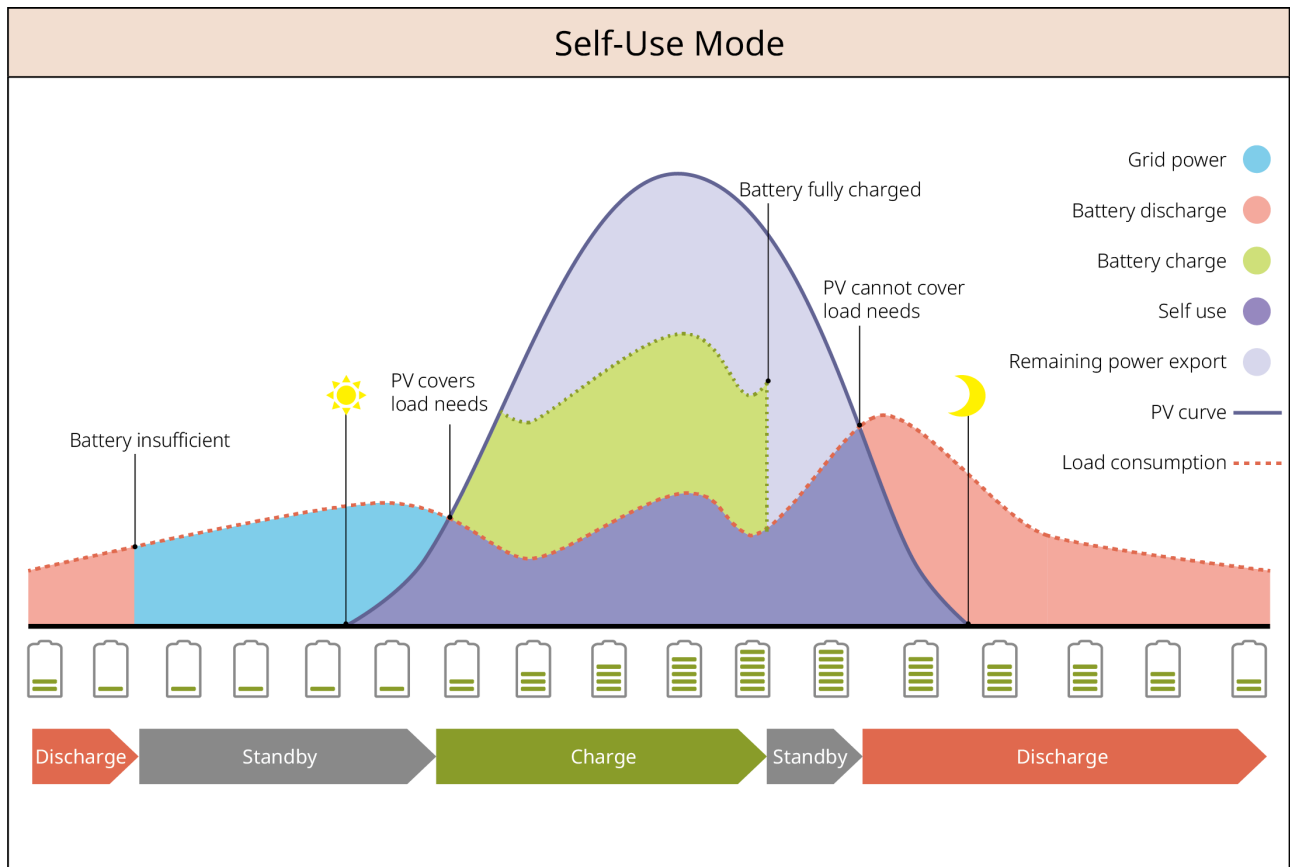 Self-Use Mode
Grid power
Battery fully charged
Battery discharge
Battery charge
PV cannot cover
load needs
Self use
Remaining power export
PV covers
load needs
PV curve
Battery insufficient
Load consumption
Discharge
Standby
Charge
Standby
Discharge